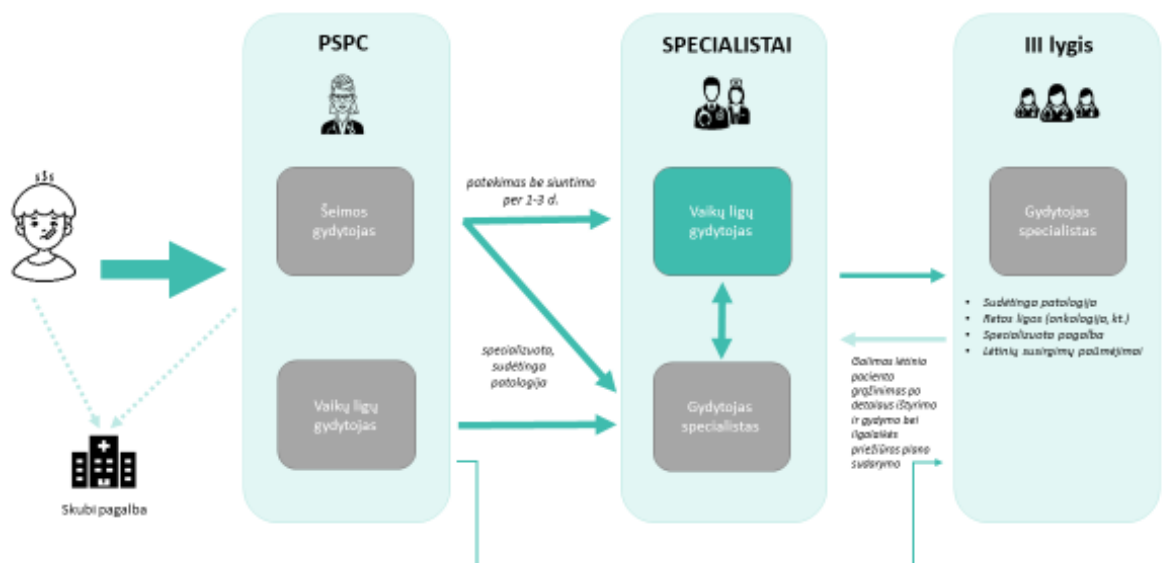 PSPC
SPECIALISTAI
III lygis
Šeimos
gydytojas
patekimas be siuntimo
per 1-3 d.
Vaikų ligų
gydytojas
Gydytojas
specialistas
Sudėtinga patologija
Retos ligos (onkologija, kt.)
Specializuota pagalba
Lėtinių susirgimų paūmėjimai
specializuota,
sudėtinga
patologija
Vaikų ligų
gydytojas
Gydytojas
specialistas
Galimas lėtinio
paciento
grąžinimas po
detalaus ištyrimo
ir gydymo bei
ilgalaikės
priežiūros plano
sudarymo
Skubi pagalba